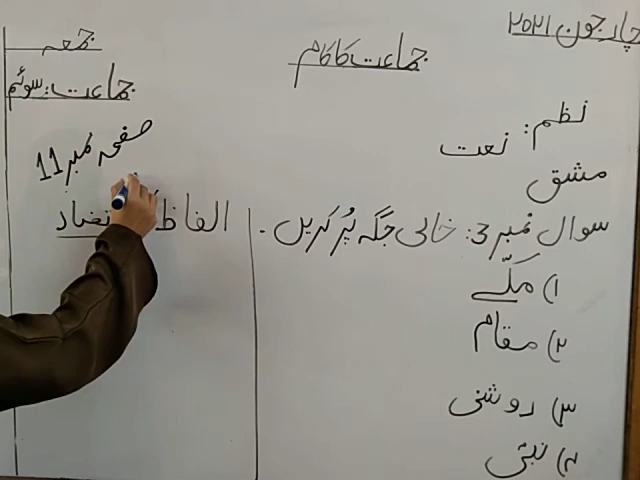 چار جون ۲۰۲۱
جمعہ
جماعت کا کام
جماعت: سوئم
نظم: نعت
صفحہ نمبر 11
مشق
سوال نمبر 3: خالی جگہ پُر کریں۔
۱) مکّے
۲) مقام
۳) روشنی
۴) نبیؐ
الفاظ
تضاد